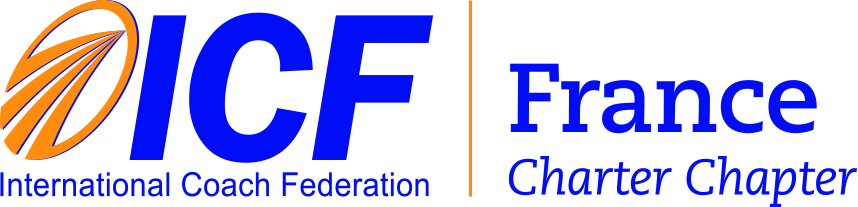 ICF
International Coach Federation
France
Charter Chapter